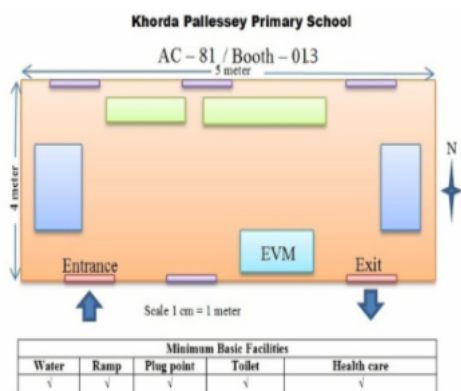 Khorda Pallessey Primary School
AC – 81 / Booth – 013
5 meter
4 meter
N
EVM
Entrance
Exit
Scale 1 cm = 1 meter
Minimum Basic Facilities
Water Ramp Plug point Toilet Health care
√ √ √ √ √